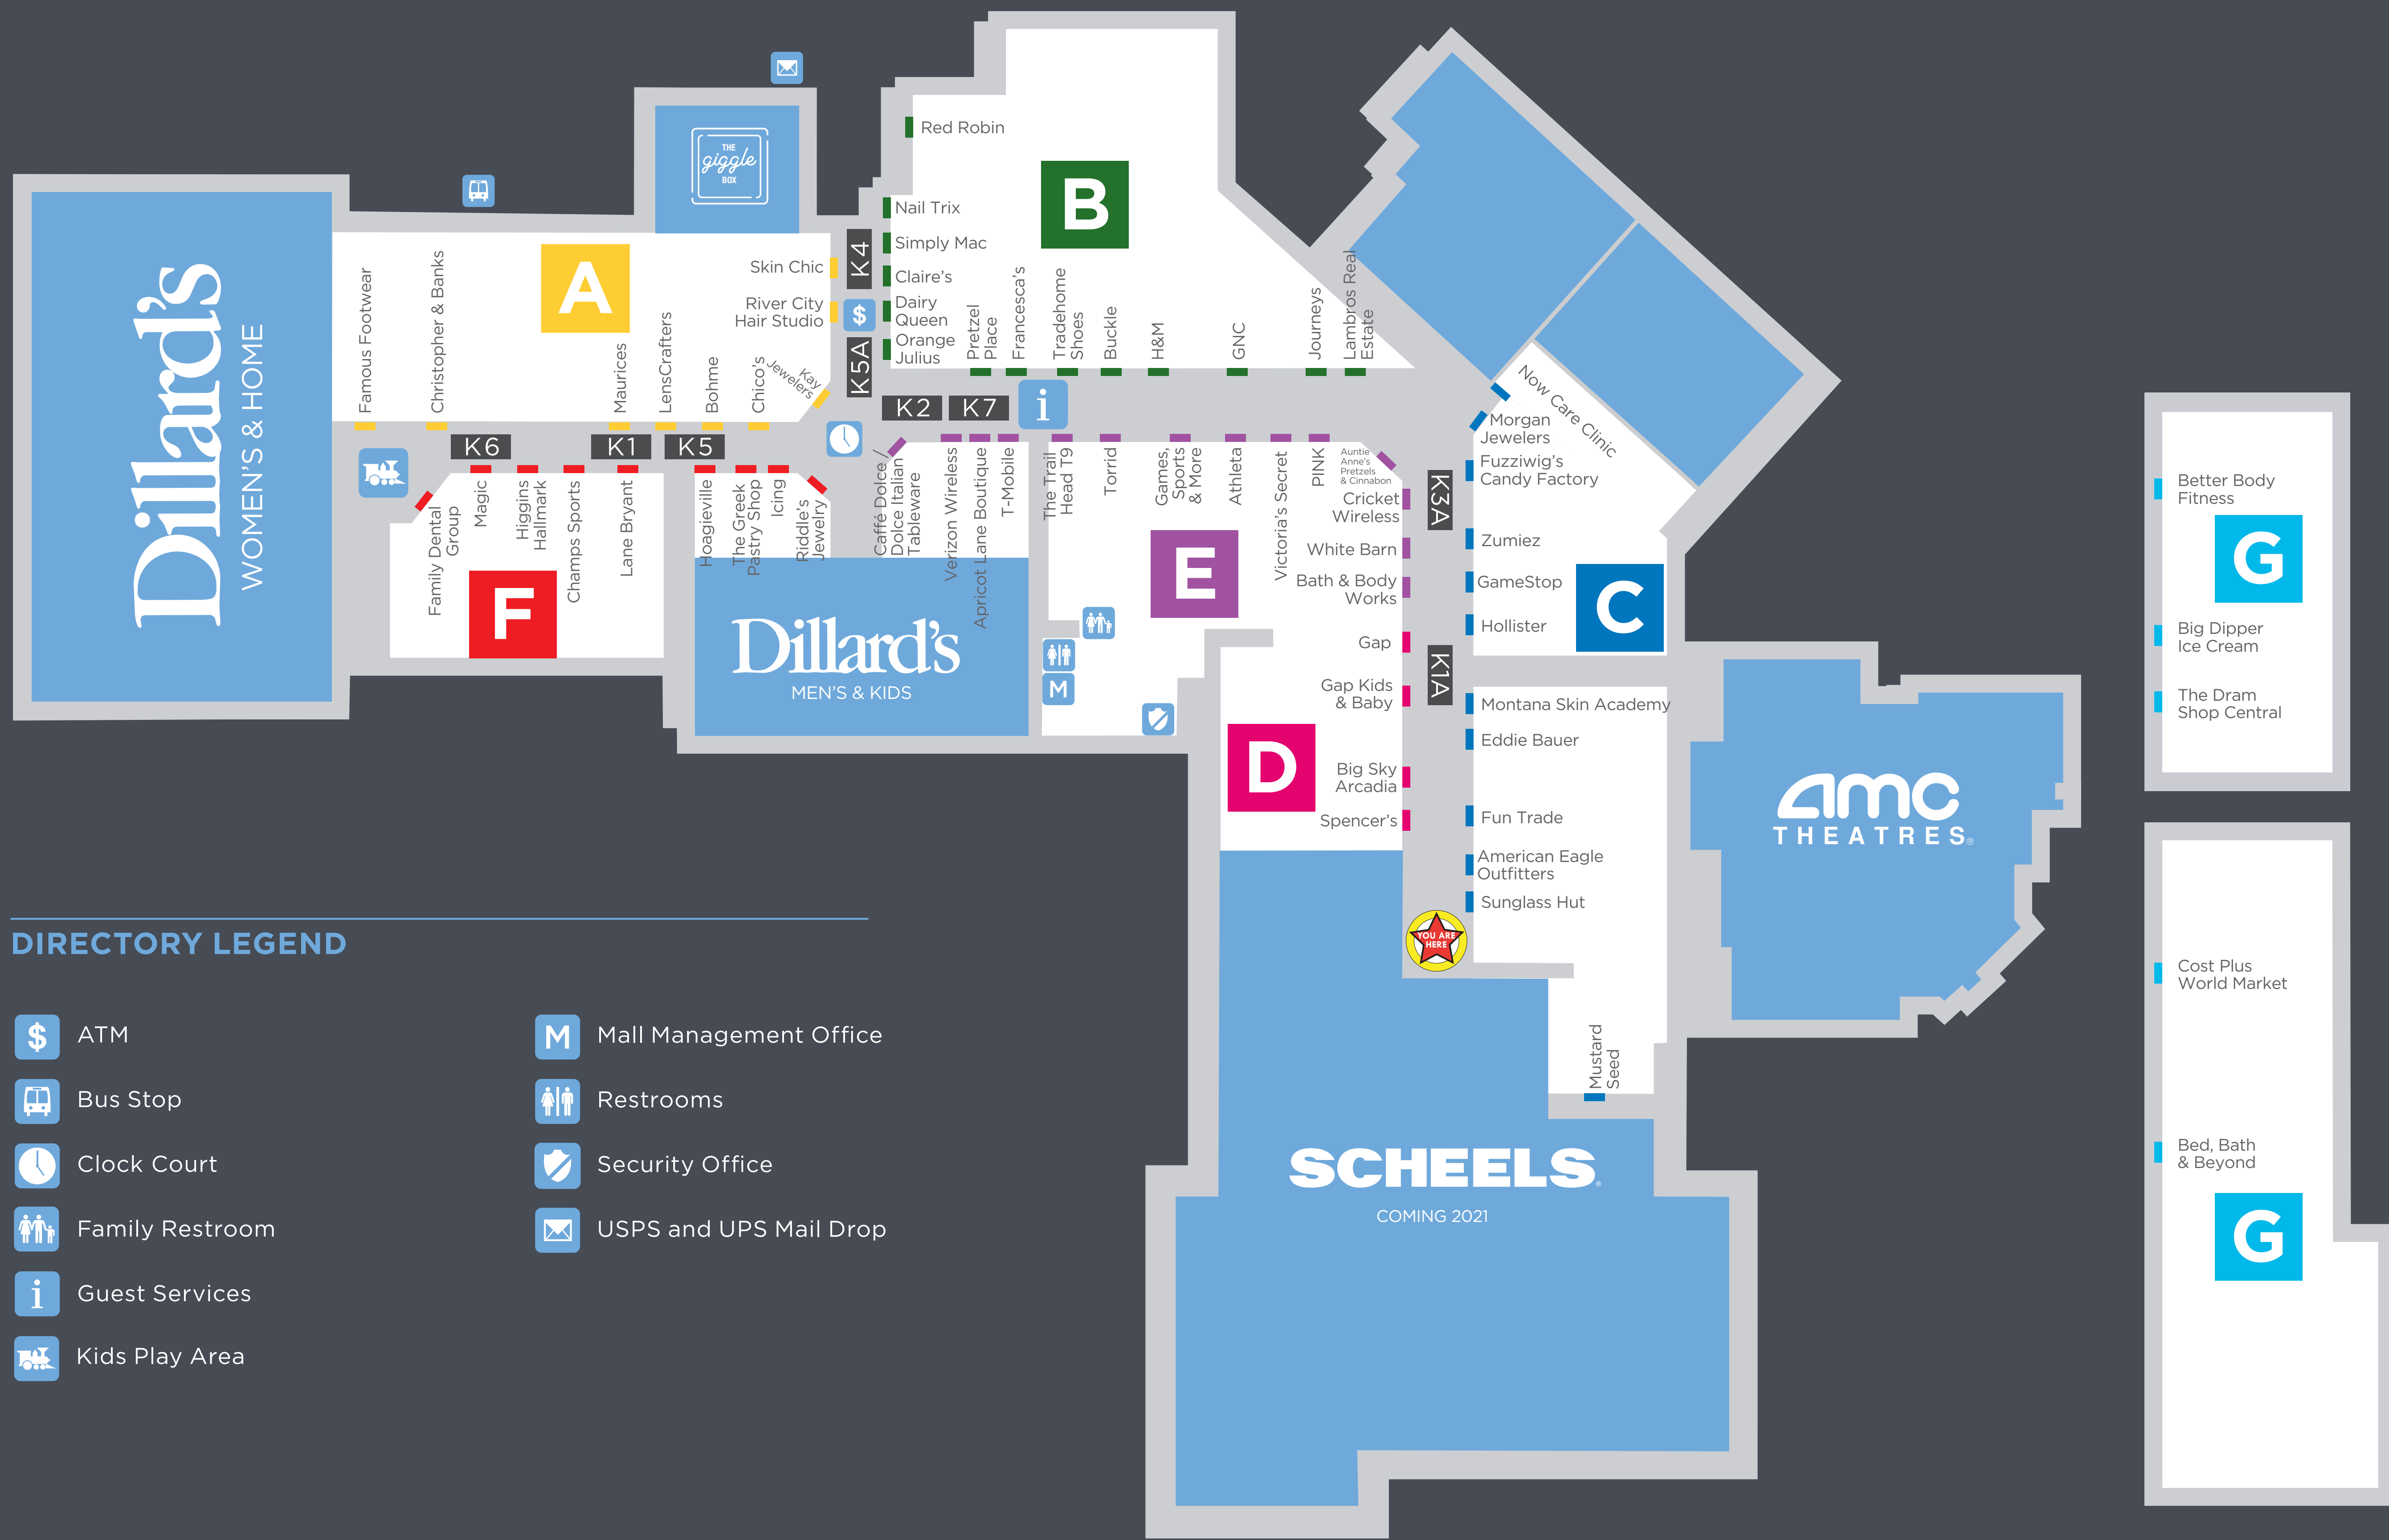 Dillard's
WOMEN'S & HOME
THE
giggle
BOX
A
Famous Footwear
Christopher & Banks
Maurices
LensCrafters
Bohme
Chico's
Kay
Jewelers
Skin Chic
River City
Hair Studio
K4
$
K5A
K6
K1
K5
K2
K7
i
B
Red Robin
Nail Trix
Simply Mac
Claire's
Dairy
Queen
Orange
Julius
Pretzel
Place
Francesca's
Tradehome
Shoes
Buckle
H&M
GNC
Journeys
Lambros Real
Estate
F
Family Dental
Group
Magic
Higgins
Hallmark
Champs Sports
Lane Bryant
Hoagieville
The Greek
Pastry Shop
Icing
Riddle's
Jewelry
Dillard's
MEN'S & KIDS
E
Caffé Dolce /
Dolce Italian
Tableware
Verizon Wireless
Apricot Lane Boutique
T-Mobile
The Trail
Head T9
Torrid
Games,
Sports
& More
Athleta
Victoria's Secret
PINK
Auntie
Anne's
Pretzels
& Cinnabon
Cricket
Wireless
White Barn
Bath & Body
Works
M
K3A
K1A
D
Gap
Gap Kids
& Baby
Big Sky
Arcadia
Spencer's
C
Now Care Clinic
Morgan
Jewelers
Fuzziwig's
Candy Factory
Zumiez
GameStop
Hollister
Montana Skin Academy
Eddie Bauer
Fun Trade
American Eagle
Outfitters
Sunglass Hut
YOU ARE
HERE
Mustard
Seed
amc
THEATRES®
SCHEELS®
COMING 2021
Better Body
Fitness
G
Big Dipper
Ice Cream
The Dram
Shop Central
Cost Plus
World Market
Bed, Bath
& Beyond
G
DIRECTORY LEGEND
$ ATM
Bus Stop
Clock Court
Family Restroom
i Guest Services
Kids Play Area
M Mall Management Office
Restrooms
Security Office
USPS and UPS Mail Drop